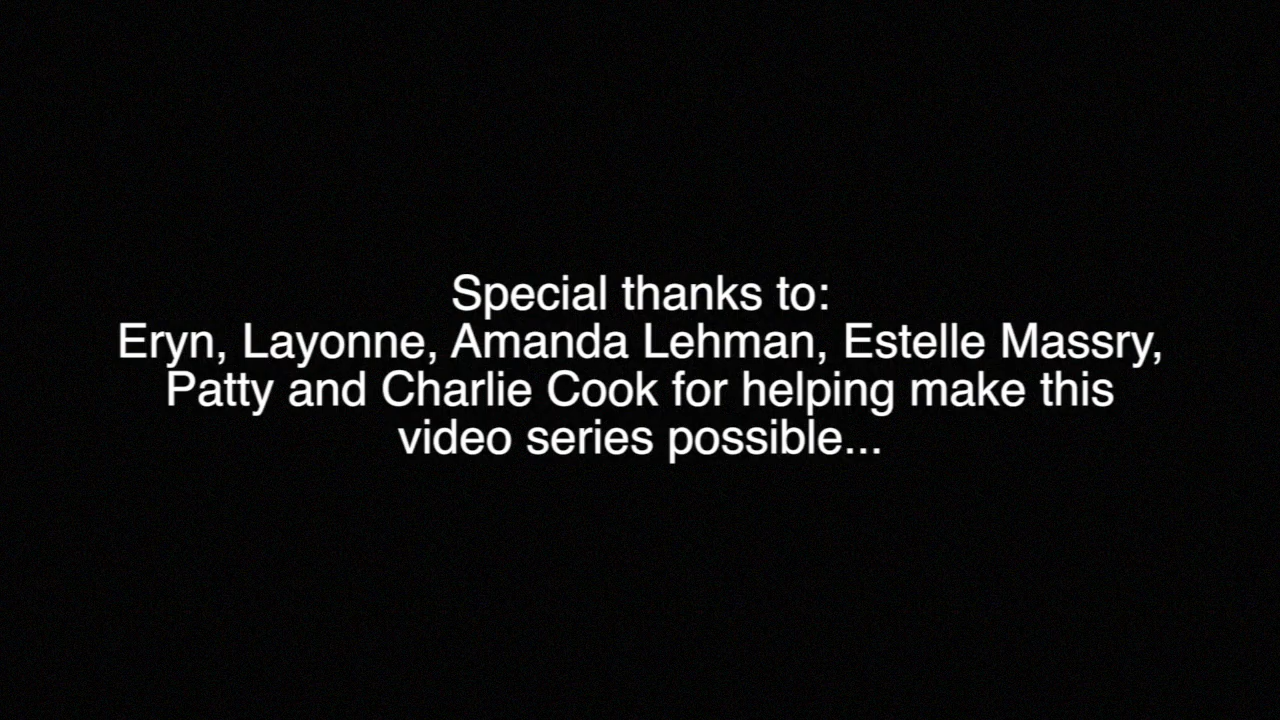 Special thanks to:
Eryn, Layonne, Amanda Lehman, Estelle Massry,
Patty and Charlie Cook for helping make this
video series possible...